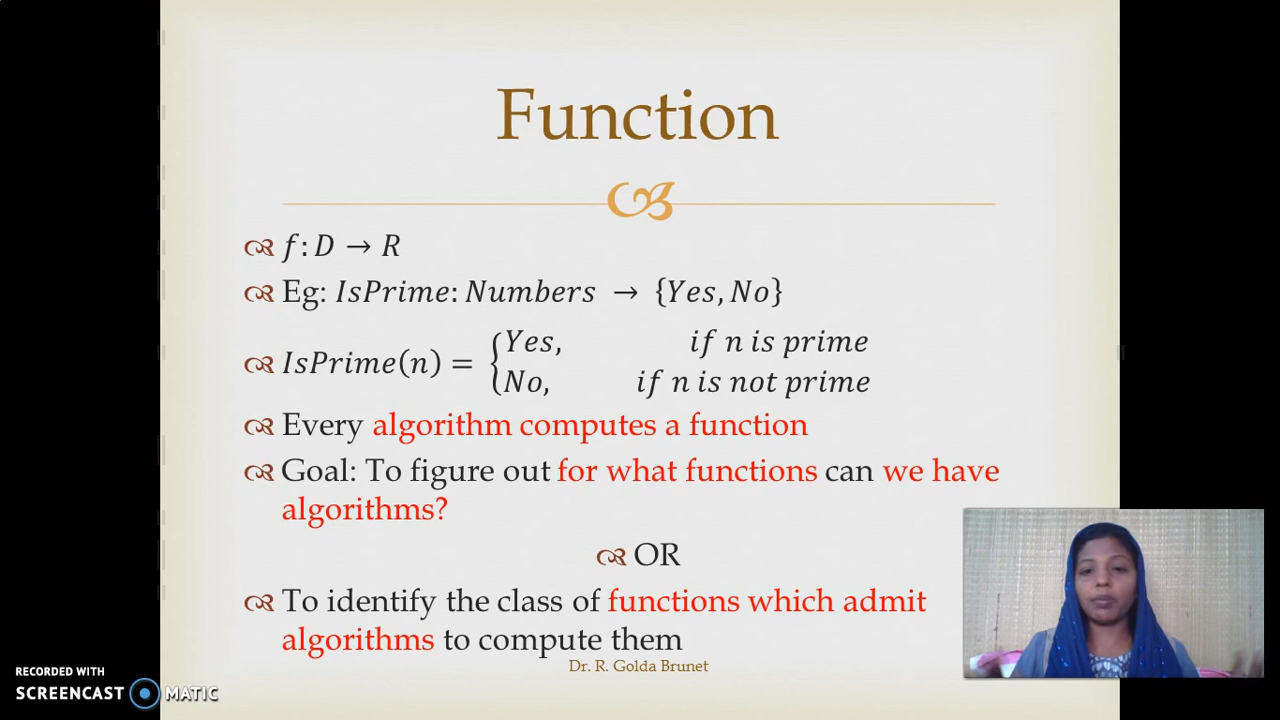 Function
f: D → R
Eg: IsPrime: Numbers → {Yes, No}
IsPrime(n) = {Yes, if n is prime
No, if n is not prime
Every algorithm computes a function
Goal: To figure out for what functions can we have
algorithms?
OR
To identify the class of functions which admit
algorithms to compute them
Dr. R. Golda Brunet
RECORDED WITH
SCREENCAST MATIC